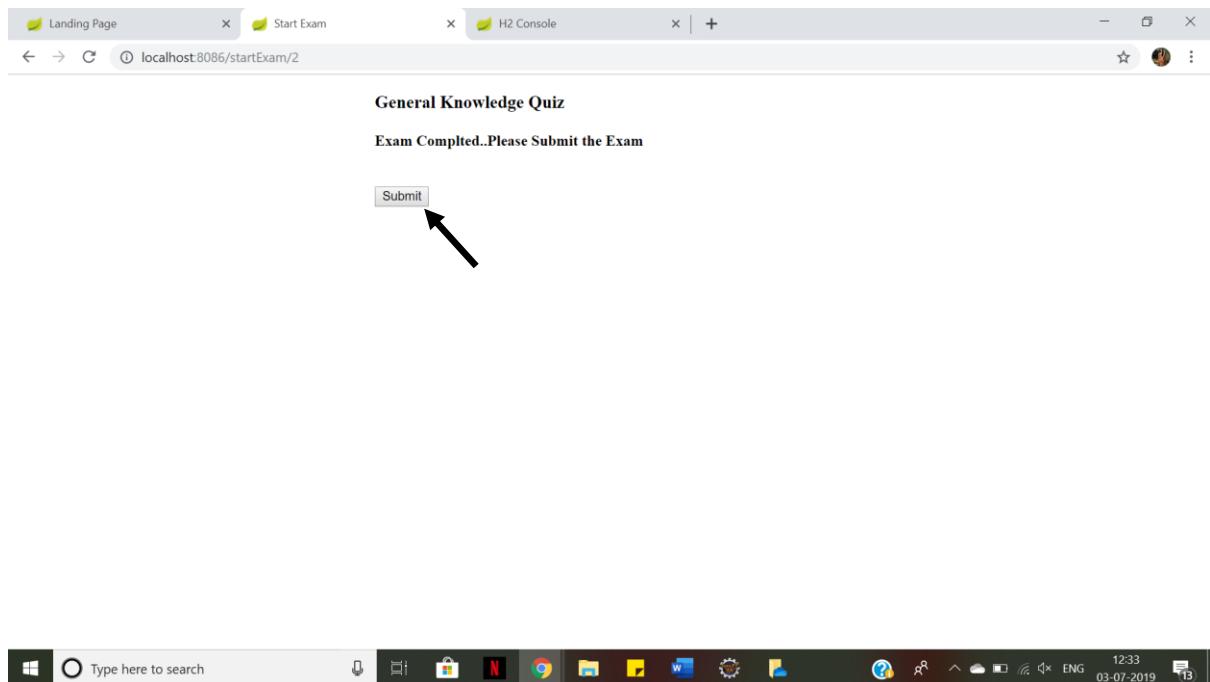 Landing Page
Start Exam
H2 Console
localhost:8086/startExam/2
General Knowledge Quiz
Exam Complted..Please Submit the Exam
Submit
Type here to search
N
W
ENG
12:33
03-07-2019
13